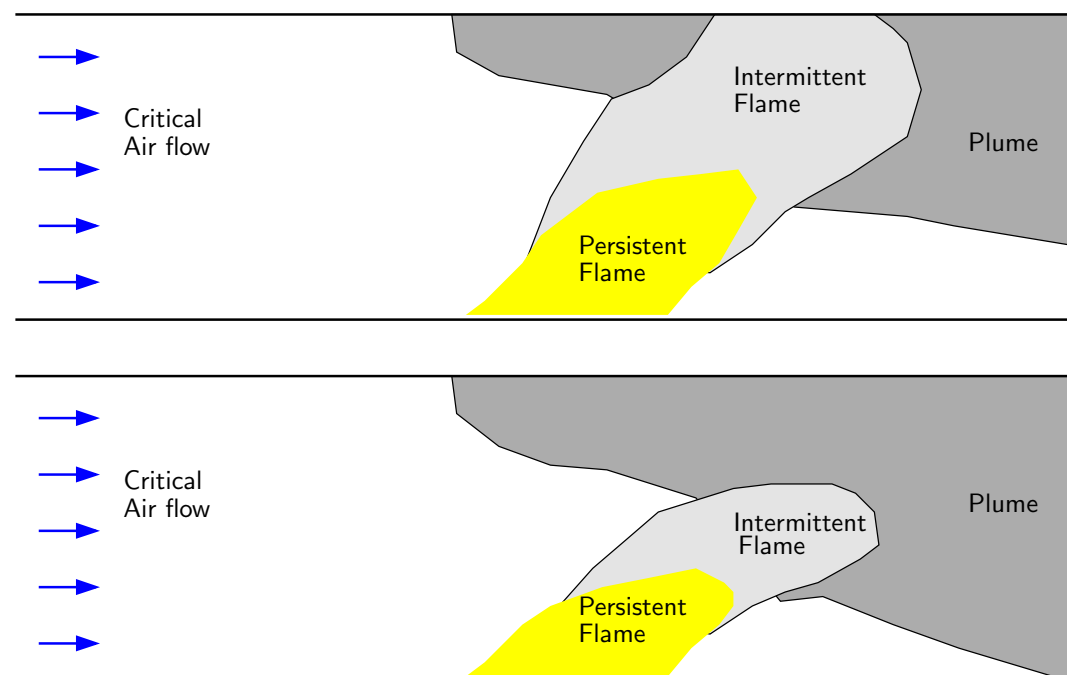 Intermittent
Flame
Critical
Air flow
Plume
Persistent
Flame
Critical
Air flow
Plume
Intermittent
Flame
Persistent
Flame